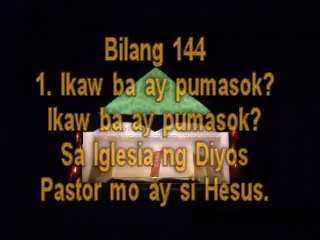 Bilang 144
1. Ikaw ba ay pumasok?
Ikaw ba ay pumasok?
Sa Iglesia ng Diyos
Pastor mo ay si Hesus.